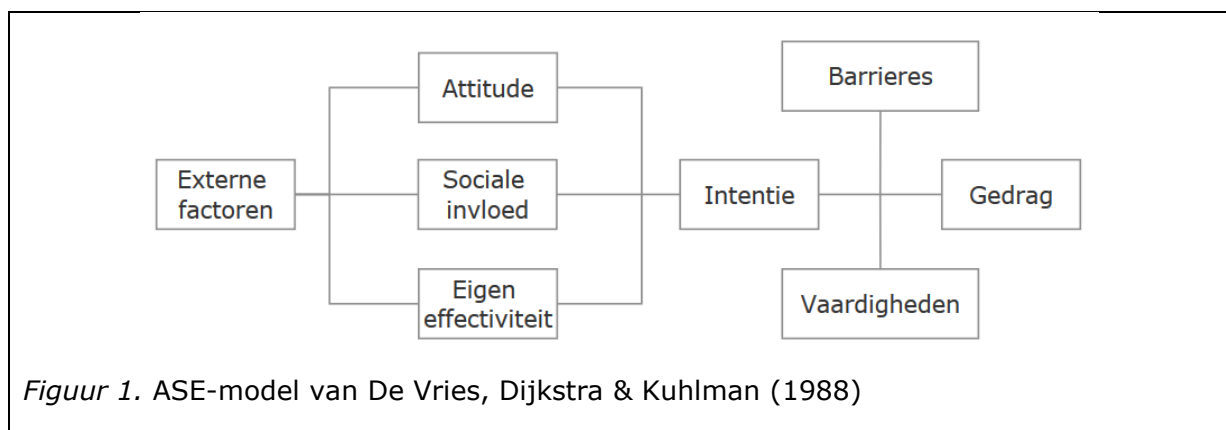 Attitude
Barrieres
Externe
factoren
Sociale
invloed
Intentie
Gedrag
Eigen
effectiviteit
Vaardigheden
Figuur 1. ASE-model van De Vries, Dijkstra & Kuhlman (1988)